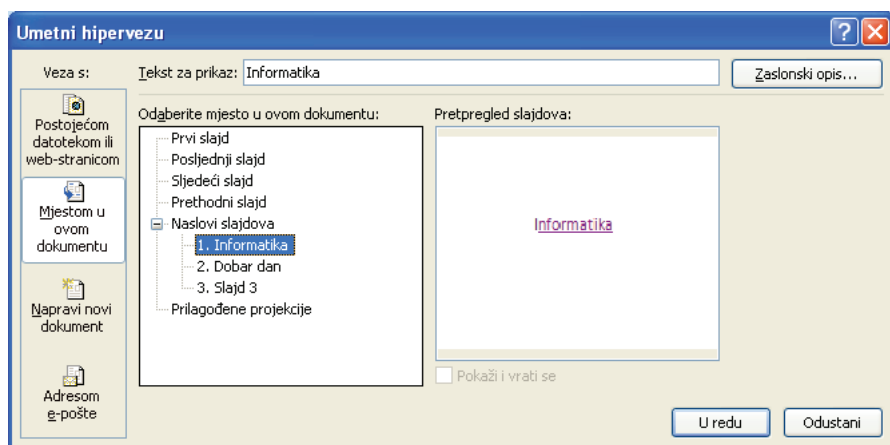 Umetni hipervezu
Veza s:
Tekst za prikaz: Informatika
Zaslonski opis...
Postojećom
datotekom ili
web-stranicom
Mjestom u
ovom
dokumentu
Napravi novi
dokument
Adresom
e-pošte
Odaberite mjesto u ovom dokumentu:
Prvi slajd
Posljednji slajd
Sljedeći slajd
Prethodni slajd
Naslovi slajdova
1. Informatika
2. Dobar dan
3. Slajd 3
Prilagođene projekcije
Pretpregled slajdova:
Informatika
Pokaži i vrati se
U redu
Odustani